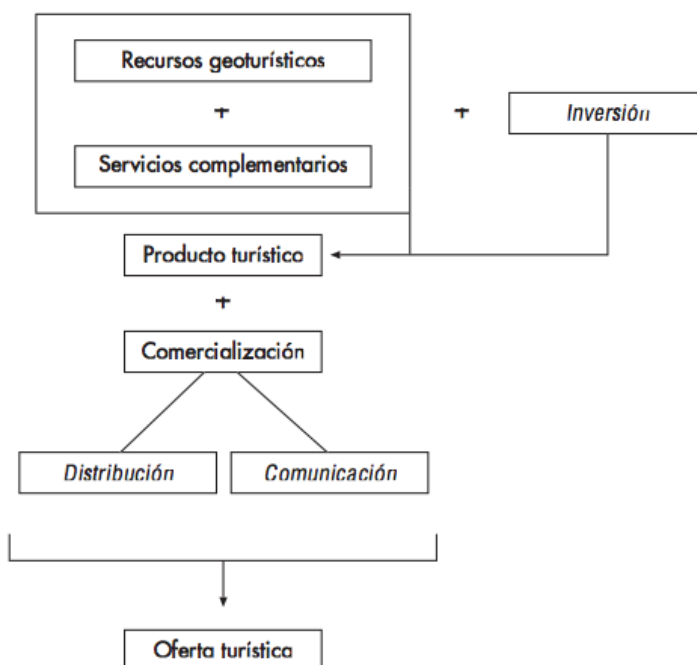 Recursos geoturísticos
+
+
Inversión
Servicios complementarios
Producto turístico
+
Comercialización
Distribución
Comunicación
Oferta turística